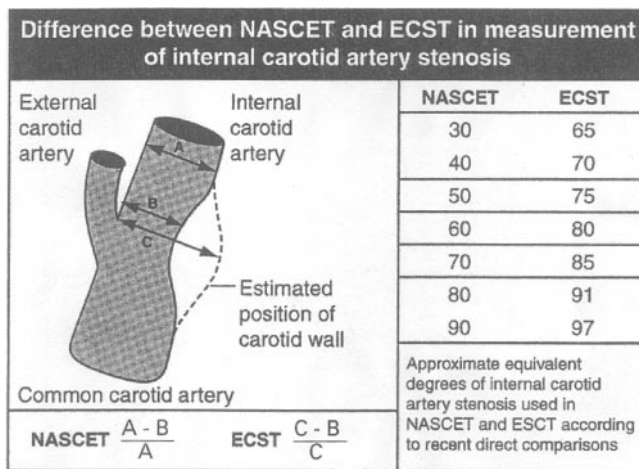 Difference between NASCET and ECST in measurement
of internal carotid artery stenosis
External
carotid
artery
Internal
carotid
artery
A
B
C
Estimated
position of
carotid wall
Common carotid artery
NASCET A - B
A
ECST C - B
C
NASCET ECST
30 65
40 70
50 75
60 80
70 85
80 91
90 97
Approximate equivalent
degrees of internal carotid
artery stenosis used in
NASCET and ESCT according
to recent direct comparisons